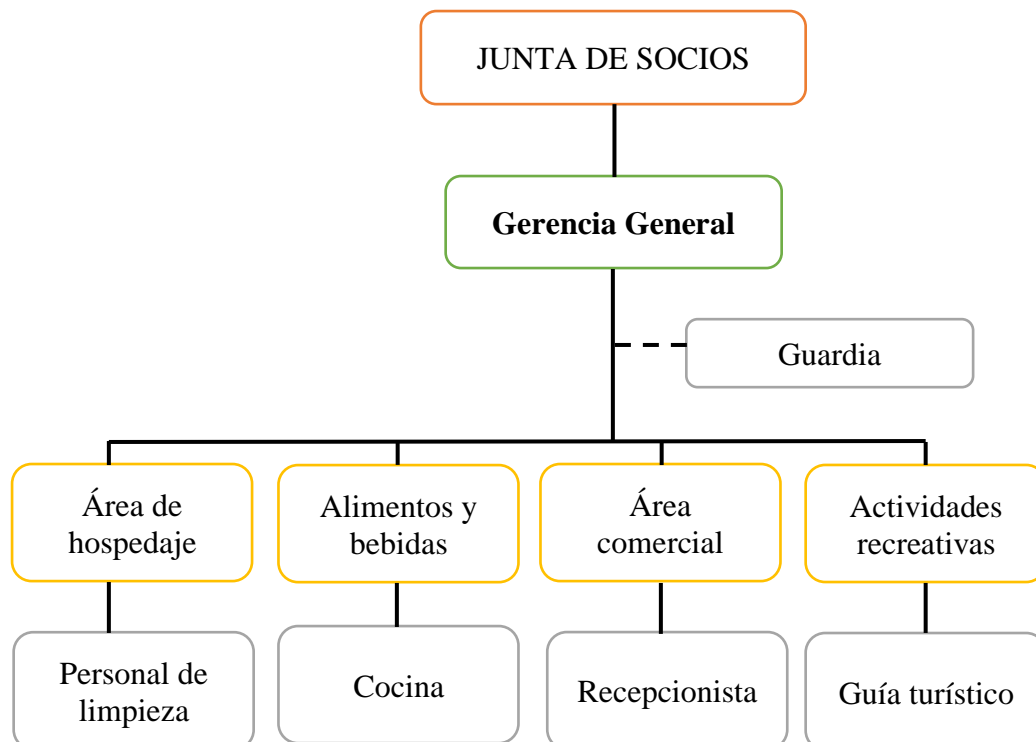 JUNTA DE SOCIOS
Gerencia General
Guardia
Área de
hospedaje
Alimentos y
bebidas
Área
comercial
Actividades
recreativas
Personal de
limpieza
Cocina
Recepcionista
Guía turístico